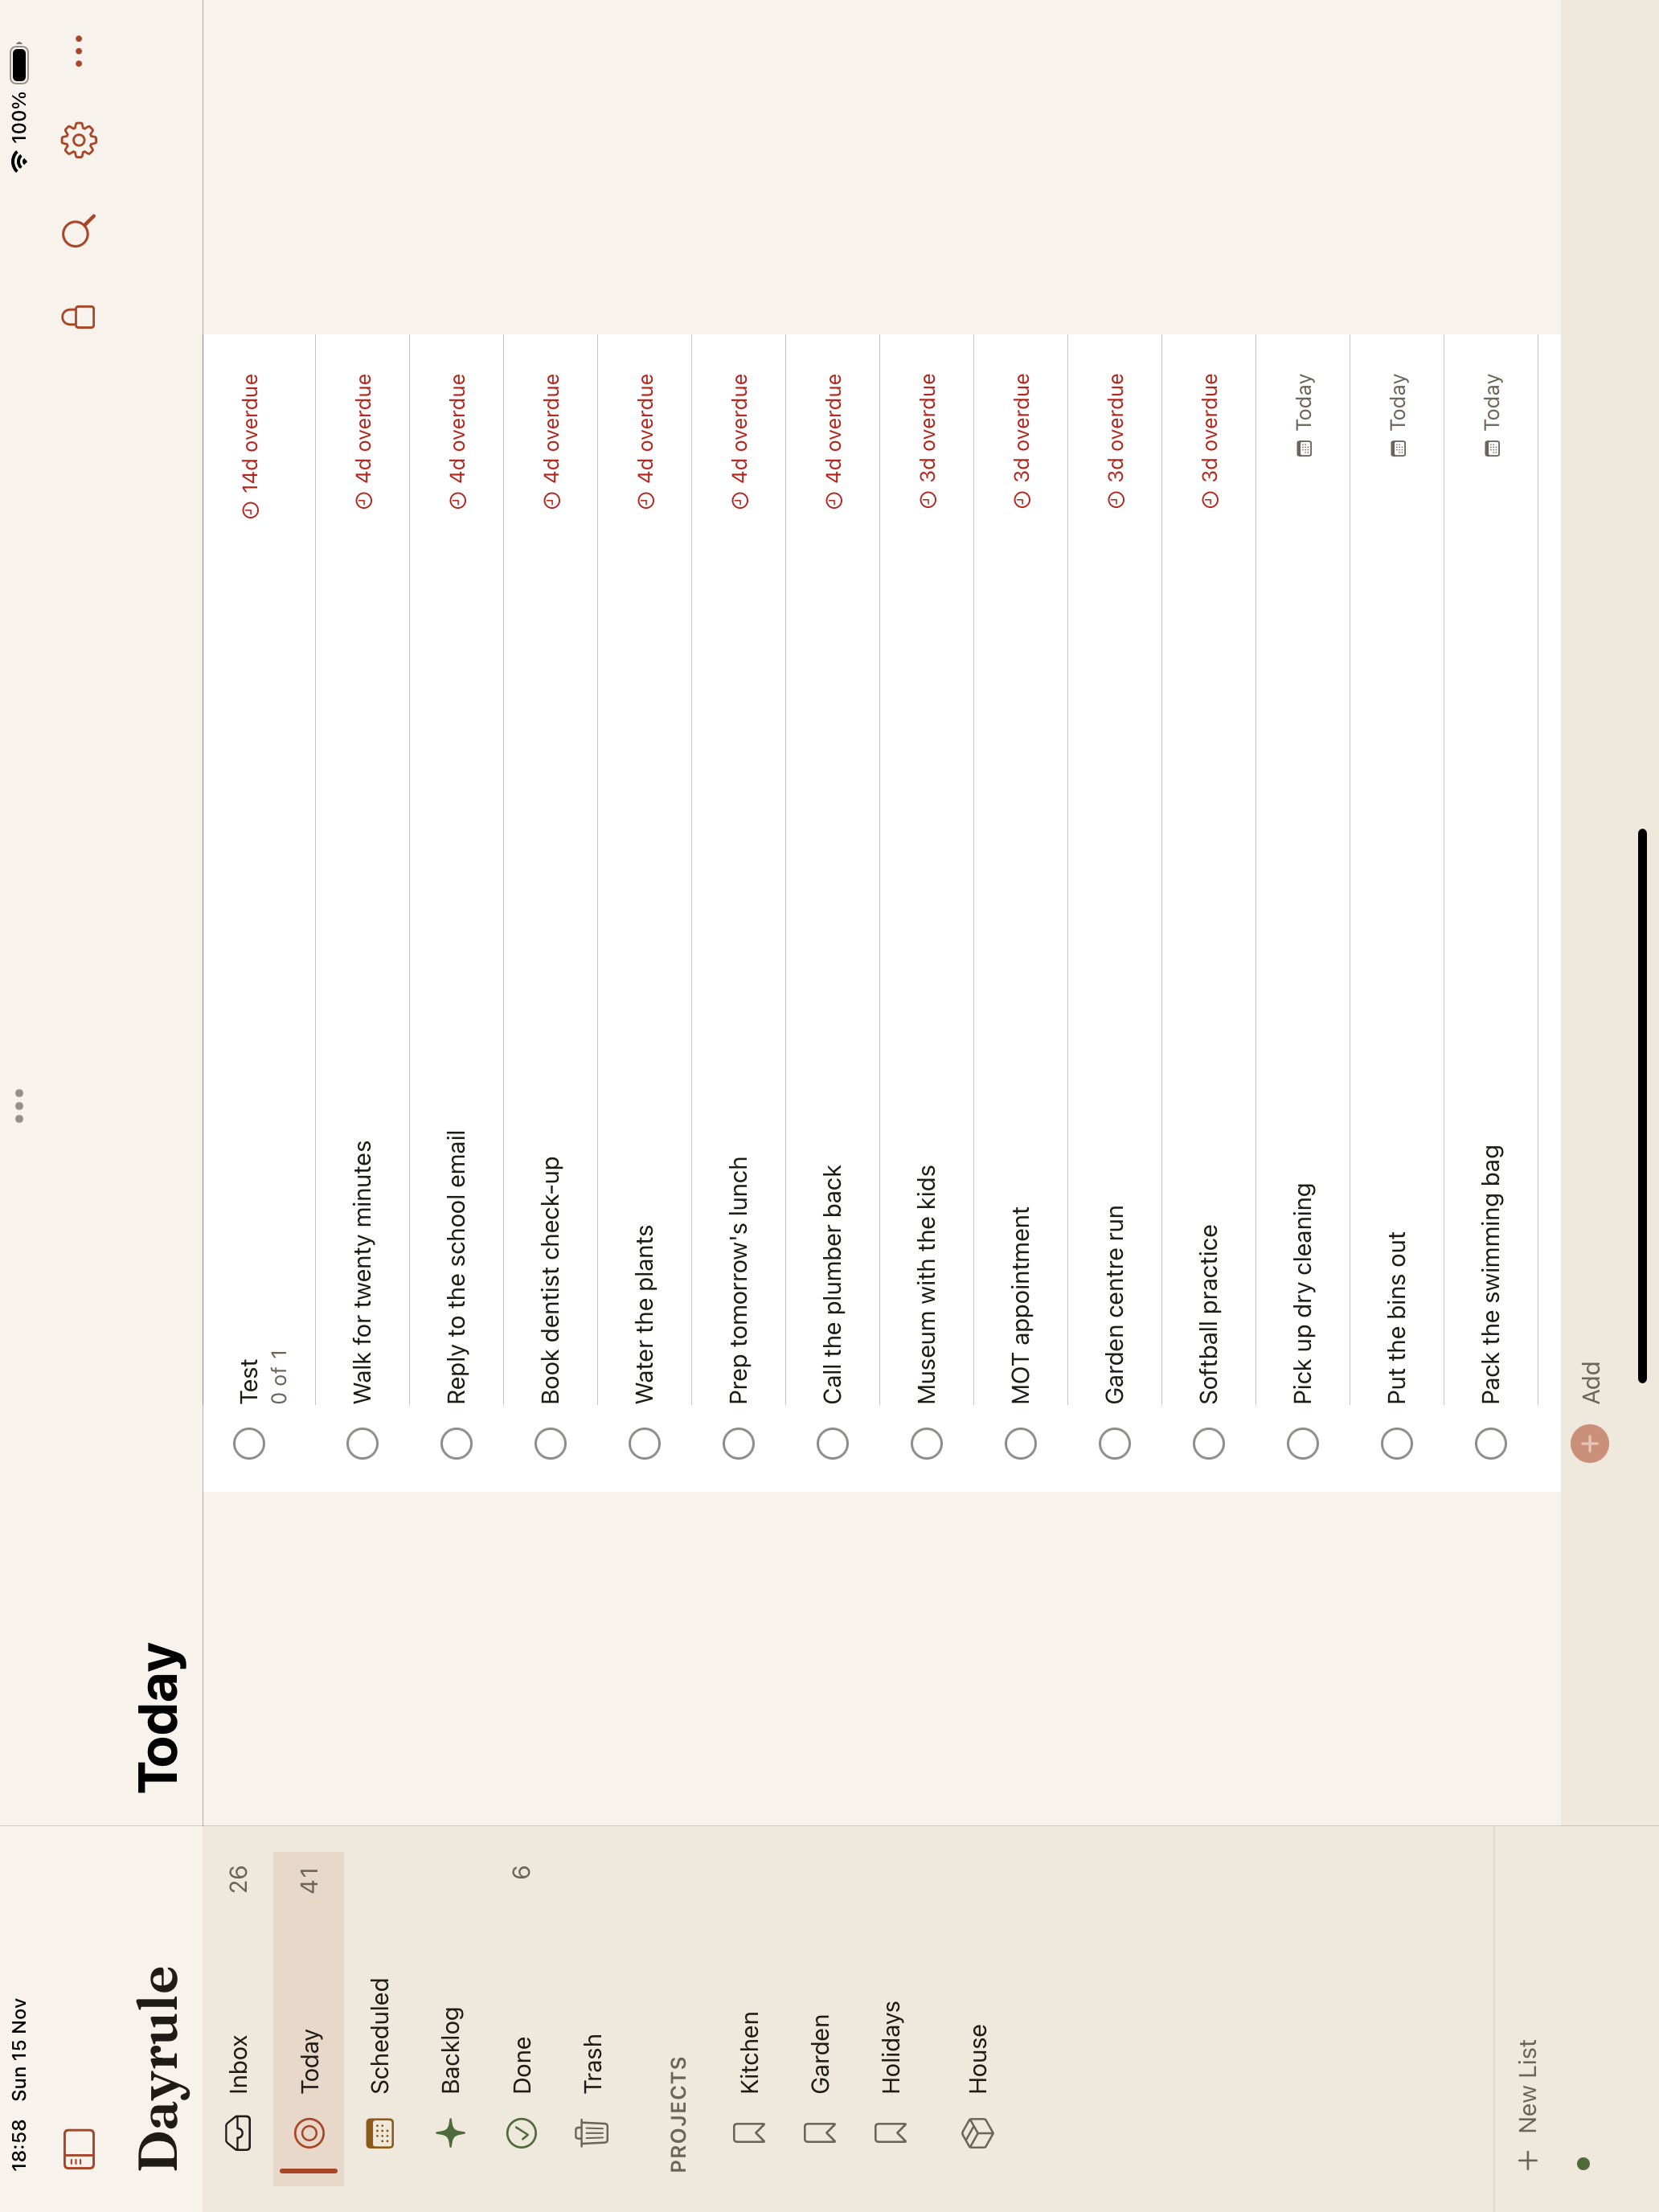 18:58 Sun 15 Nov
100%
Dayrule
Inbox 26
Today 41
Scheduled
Backlog
Done 6
Trash
PROJECTS
Kitchen
Garden
Holidays
House
New List
Today
Test 14d overdue
0 of 1
Walk for twenty minutes 4d overdue
Reply to the school email 4d overdue
Book dentist check-up 4d overdue
Water the plants 4d overdue
Prep tomorrow's lunch 4d overdue
Call the plumber back 4d overdue
Museum with the kids 3d overdue
MOT appointment 3d overdue
Garden centre run 3d overdue
Softball practice 3d overdue
Pick up dry cleaning Today
Put the bins out Today
Pack the swimming bag Today
Add